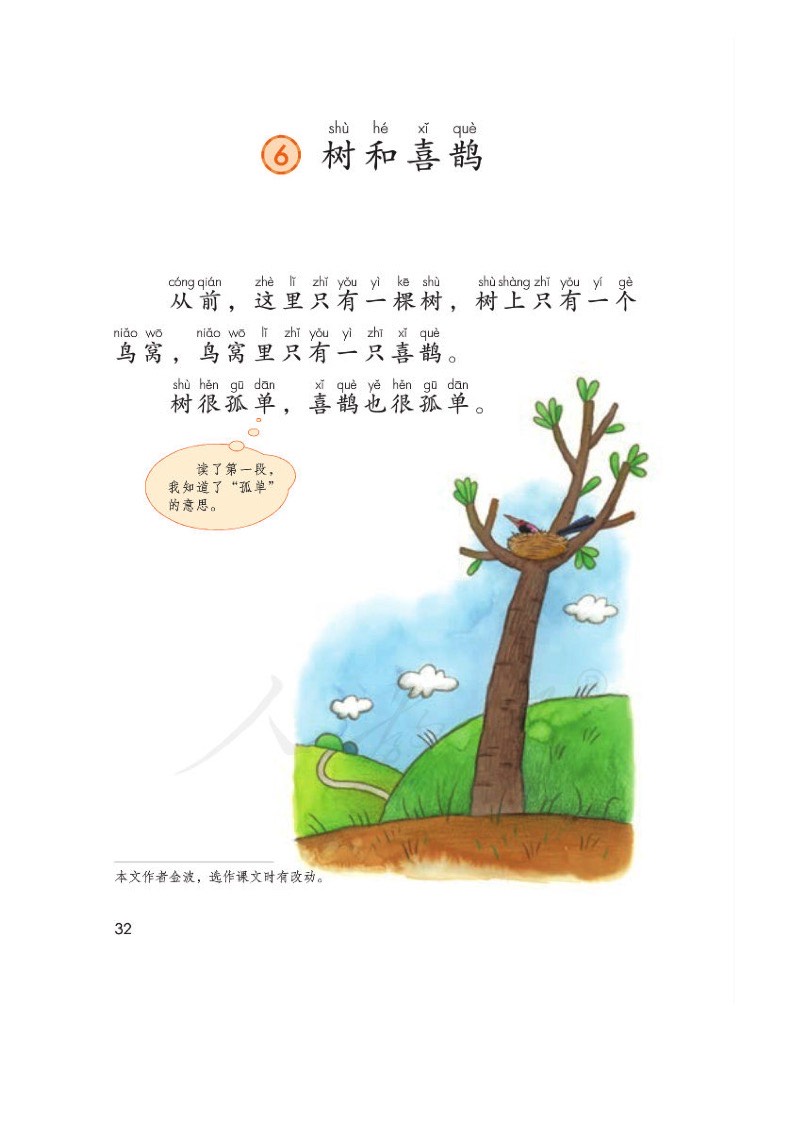 shù hé xǐ què
6 树和喜鹊
cóng qián zhè lǐ zhǐ yǒu yì kē shù shù shàng zhǐ yǒu yí gè
从前，这里只有一棵树，树上只有一个
niǎo wō niǎo wō lǐ zhǐ yǒu yì zhī xǐ què
鸟窝，鸟窝里只有一只喜鹊。
shù hěn gū dān xǐ què yě hěn gū dān
树很孤单，喜鹊也很孤单。
读了第一段，
我知道了“孤单”
的意思。
本文作者金波，选作课文时有改动。
32